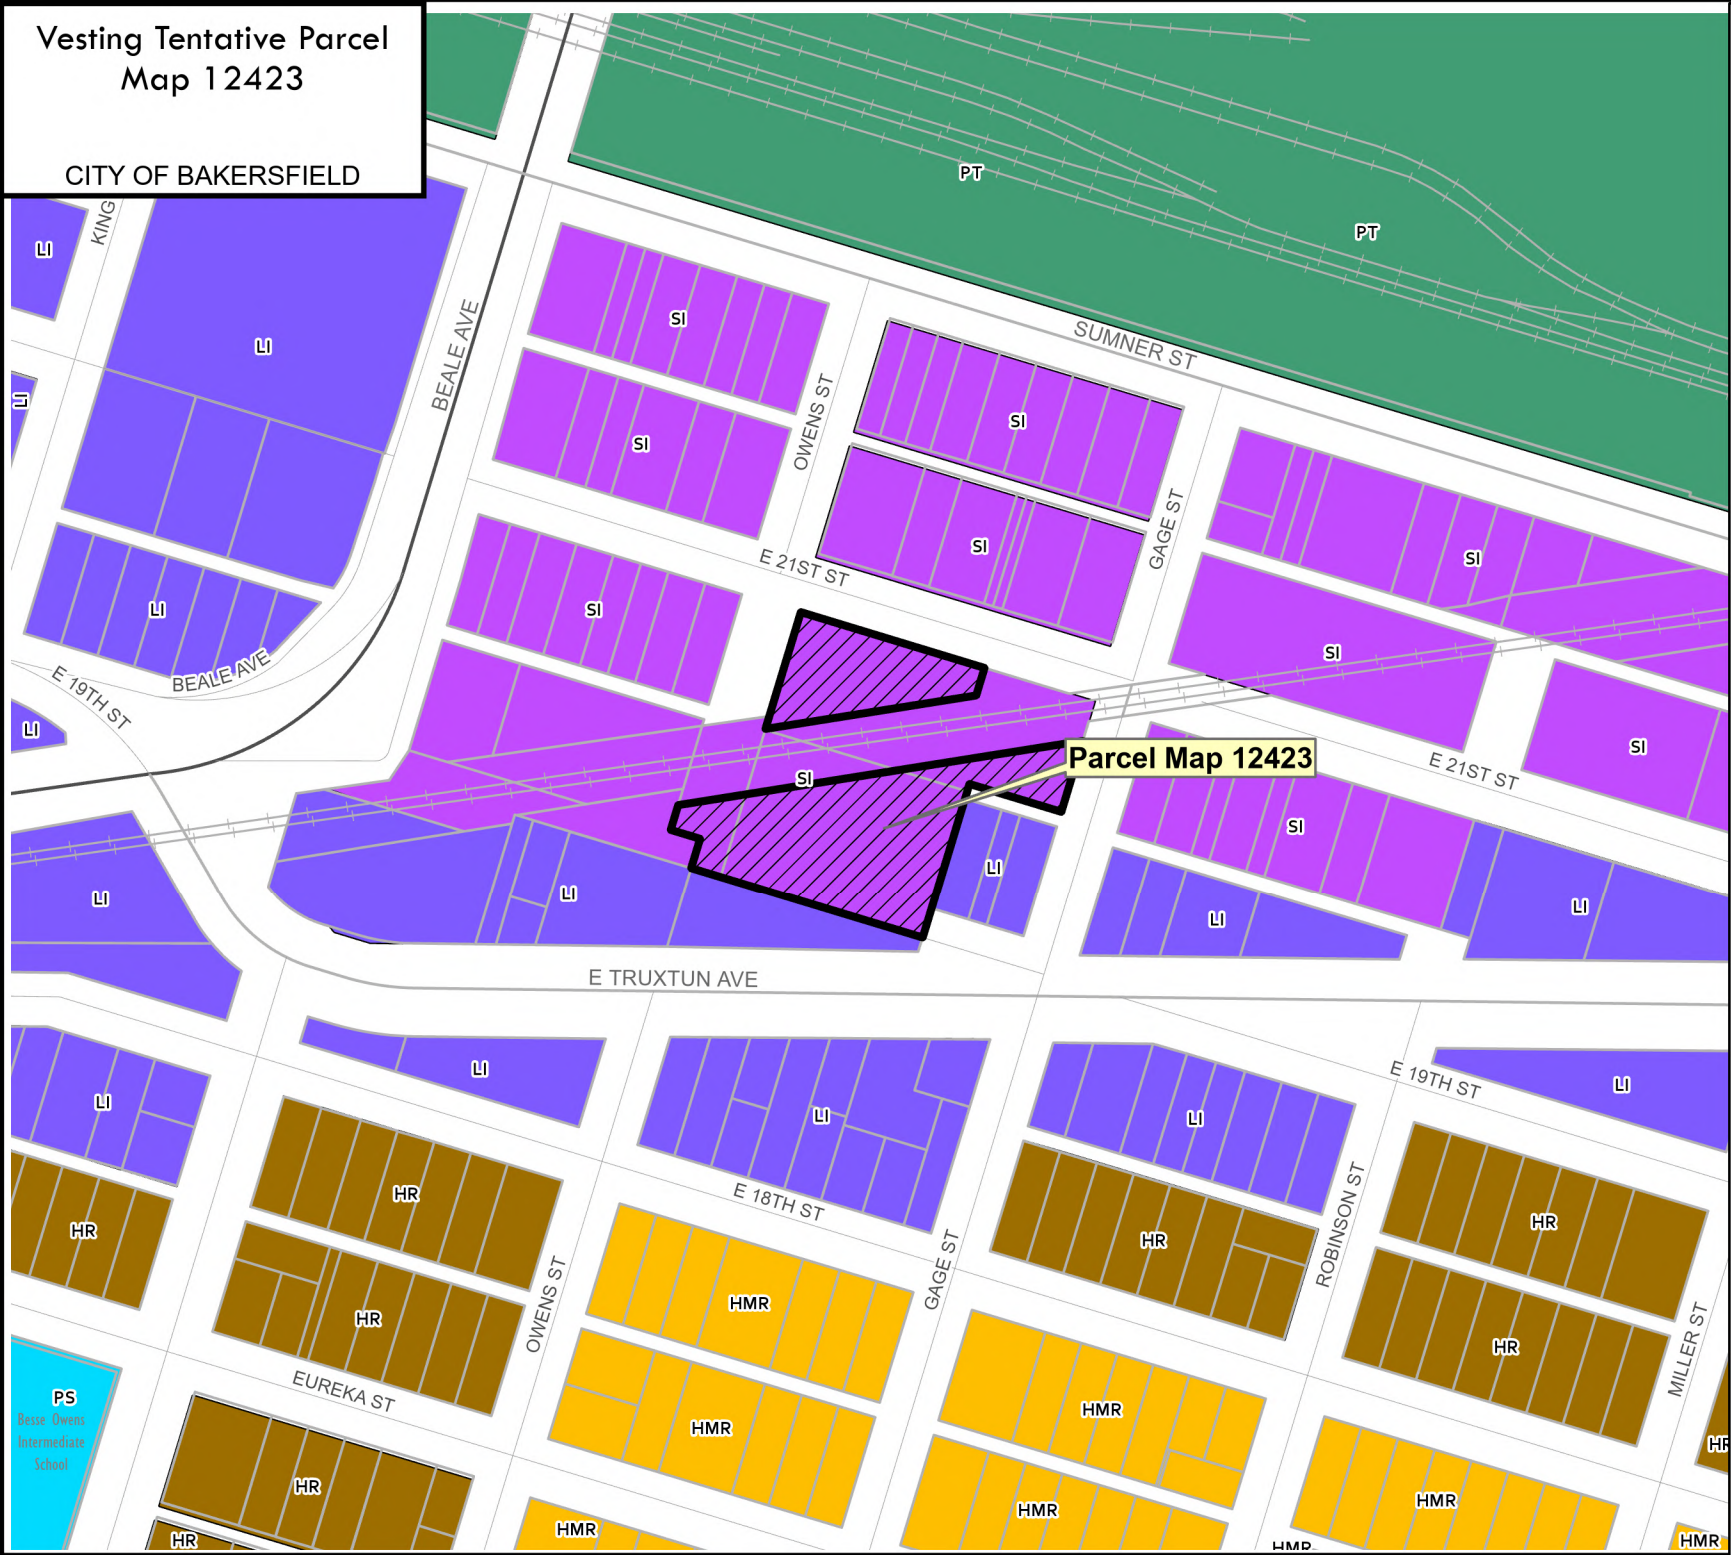 Vesting Tentative Parcel
Map 12423
CITY OF BAKERSFIELD
PT
PT
KING
LI
LI
LI
BEALE AVE
SI
SI
OWENS ST
SUMNER ST
SI
SI
GAGE ST
SI
SI
E 21ST ST
SI
LI
BEALE AVE
E 19TH ST
LI
SI
Parcel Map 12423
E 21ST ST
SI
SI
LI
LI
LI
LI
LI
LI
E TRUXTUN AVE
LI
LI
LI
LI
E 19TH ST
LI
HR
HR
E 18TH ST
HR
ROBINSON ST
HR
HR
OWENS ST
HMR
GAGE ST
HR
MILLER ST
EUREKA ST
PS
Besse Owens
Intermediate
School
HMR
HMR
HR
HR
HMR
HMR
HR
HMR
HMR
HMR